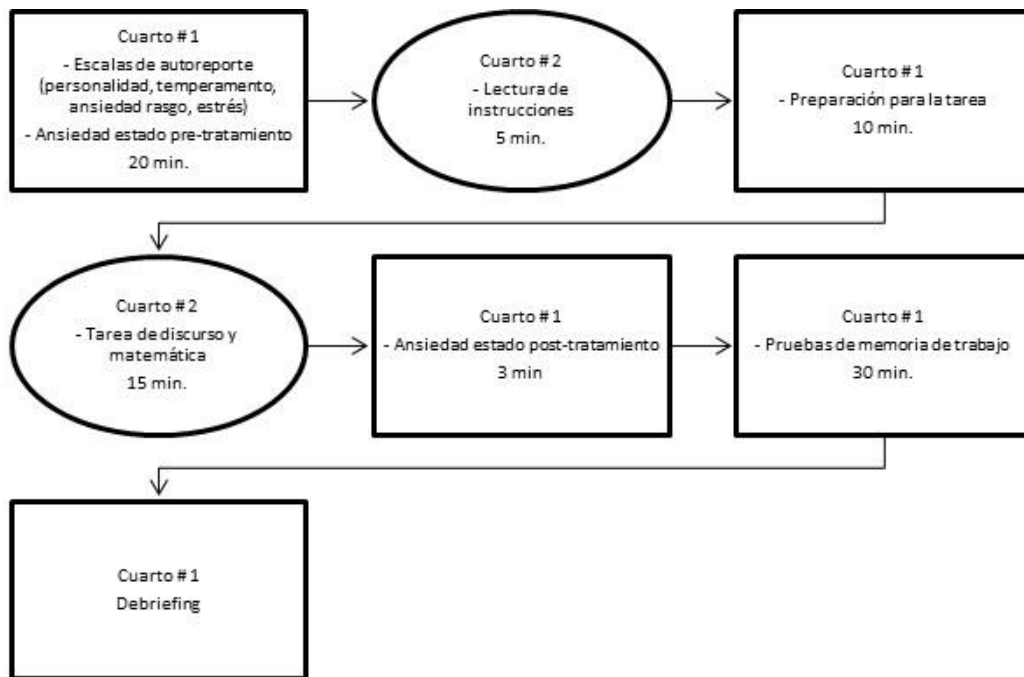 Cuarto # 1
- Escalas de autoreporte
(personalidad, temperamento,
ansiedad rasgo, estrés)
- Ansiedad estado pre-tratamiento
20 min.
Cuarto # 2
- Lectura de
instrucciones
5 min.
Cuarto # 1
- Preparación para la tarea
10 min.
Cuarto # 2
- Tarea de discurso y
matemática
15 min.
Cuarto # 1
- Ansiedad estado post-tratamiento
3 min
Cuarto # 1
- Pruebas de memoria de trabajo
30 min.
Cuarto # 1
Debriefing